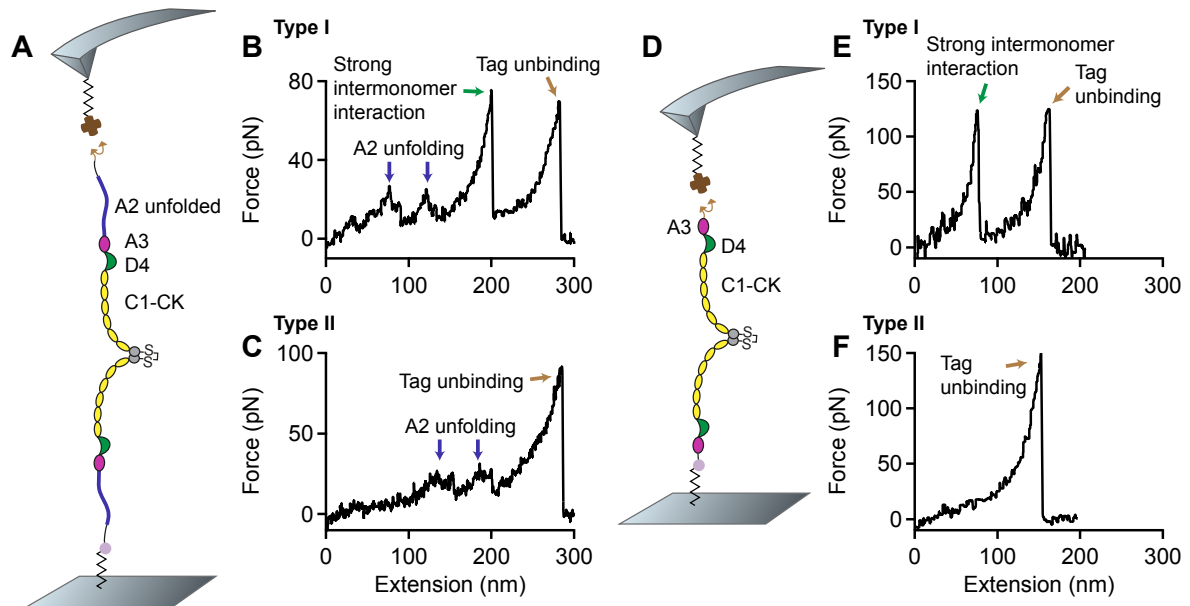 A
A2 unfolded
A3
D4
C1-CK
S
S
Type I
B
Strong
intermonomer
interaction
Tag unbinding
A2 unfolding
Force (pN)
80
40
0
0 100 200 300
Type II
C
Tag unbinding
A2 unfolding
Force (pN)
100
50
0
0 100 200 300
Extension (nm)
D
A3
D4
C1-CK
S
S
Type I
E
Strong intermonomer
interaction
Tag
unbinding
Force (pN)
150
100
50
0
0 100 200 300
Type II
F
Tag
unbinding
Force (pN)
150
100
50
0
0 100 200 300
Extension (nm)